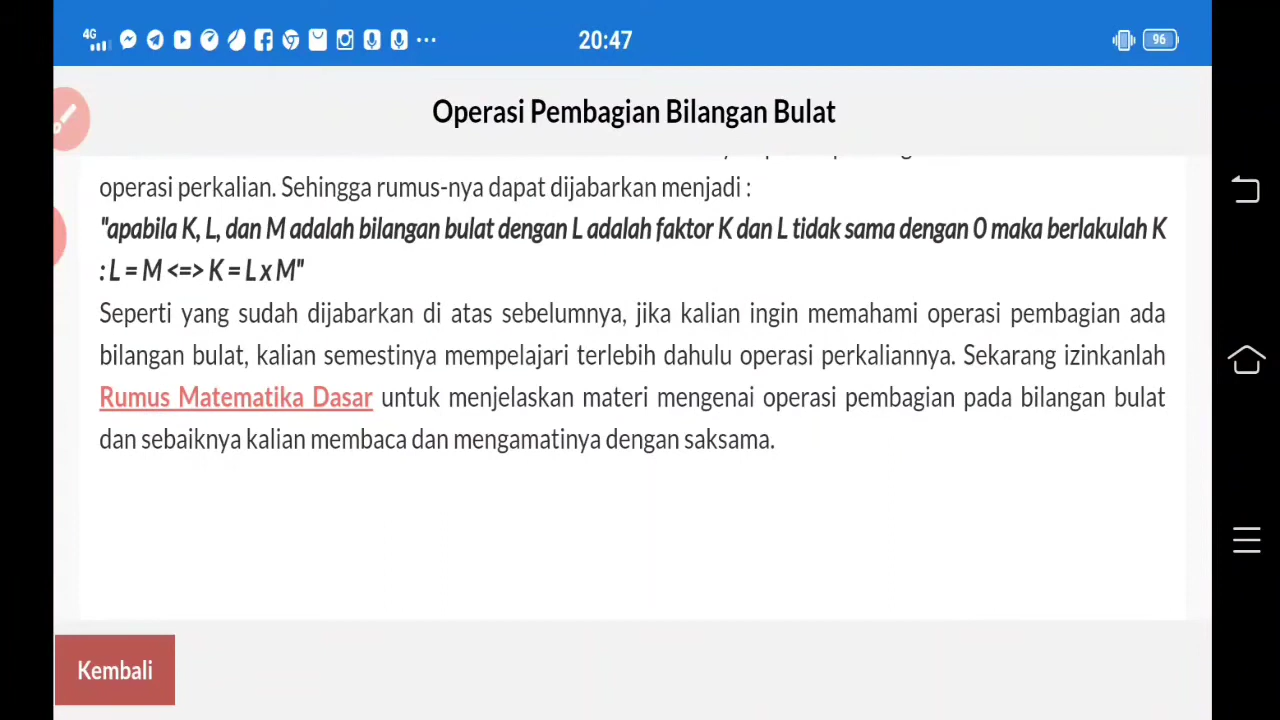 4G
20:47
96
Operasi Pembagian Bilangan Bulat
operasi perkalian. Sehingga rumus-nya dapat dijabarkan menjadi :
"apabila K, L, dan M adalah bilangan bulat dengan L adalah faktor K dan L tidak sama dengan 0 maka berlakulah K
: L = M <=> K = L x M"
Seperti yang sudah dijabarkan di atas sebelumnya, jika kalian ingin memahami operasi pembagian ada
bilangan bulat, kalian semestinya mempelajari terlebih dahulu operasi perkaliannya. Sekarang izinkanlah
Rumus Matematika Dasar untuk menjelaskan materi mengenai operasi pembagian pada bilangan bulat
dan sebaiknya kalian membaca dan mengamatinya dengan saksama.
Kembali